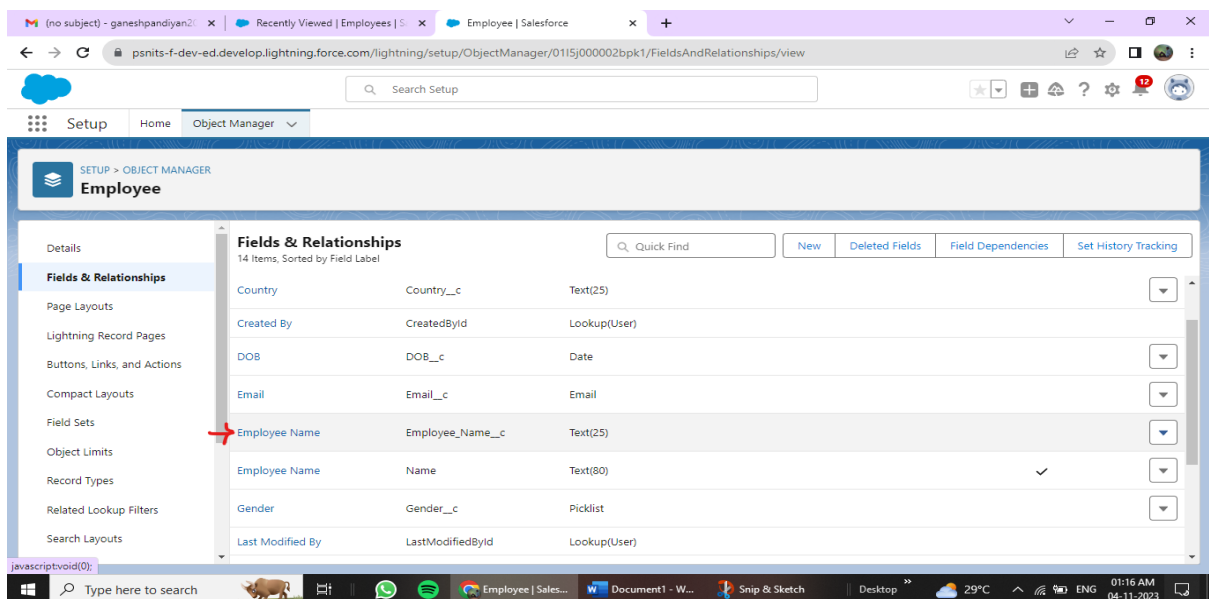 (no subject) - ganeshpandiyan20
Recently Viewed | Employees | S
Employee | Salesforce
psnits-f-dev-ed.develop.lightning.force.com/lightning/setup/ObjectManager/01I5j000002bpk1/FieldsAndRelationships/view
Search Setup
12
Setup Home Object Manager
SETUP > OBJECT MANAGER
Employee
Details
Fields & Relationships
Page Layouts
Lightning Record Pages
Buttons, Links, and Actions
Compact Layouts
Field Sets
Object Limits
Record Types
Related Lookup Filters
Search Layouts
Fields & Relationships
14 Items, Sorted by Field Label
Quick Find New Deleted Fields Field Dependencies Set History Tracking
Country Country__c Text(25)
Created By CreatedById Lookup(User)
DOB DOB__c Date
Email Email__c Email
Employee Name Employee_Name__c Text(25)
Employee Name Name Text(80)
Gender Gender__c Picklist
Last Modified By LastModifiedById Lookup(User)
javascript:void(0);
Type here to search Employee | Sales... Document1 - W... Snip & Sketch Desktop 29°C ENG 01:16 AM
04-11-2023